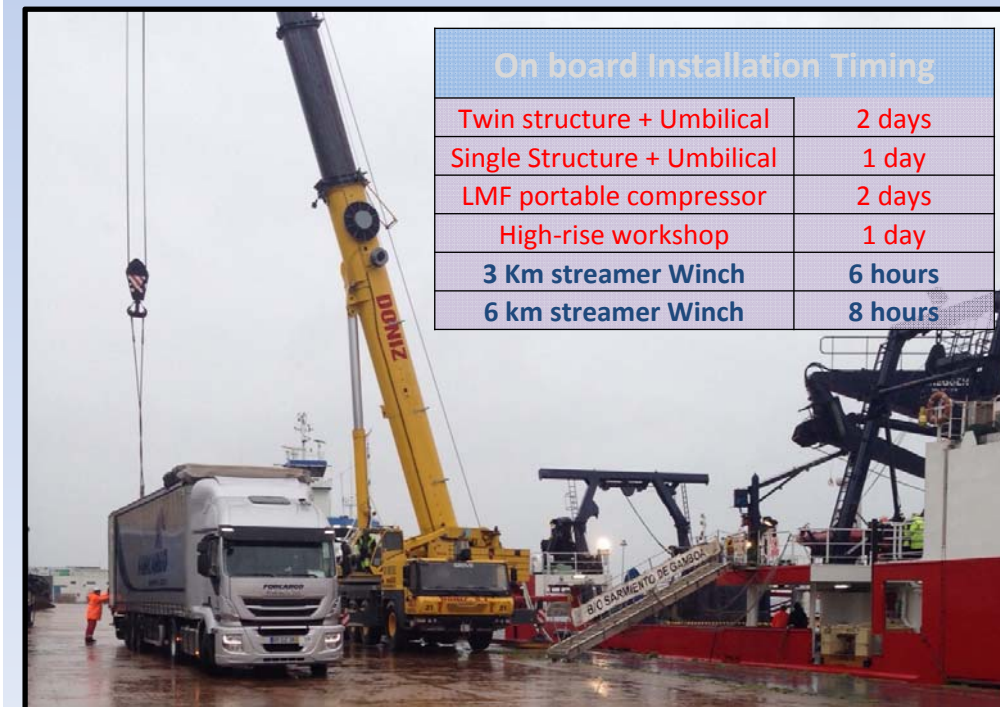 On board Installation Timing
Twin structure + Umbilical 2 days
Single Structure + Umbilical 1 day
LMF portable compressor 2 days
High-rise workshop 1 day
3 Km streamer Winch 6 hours
6 km streamer Winch 8 hours
DONIZ
FORCARGO
B/O SARMIENTO DE GAMBOA